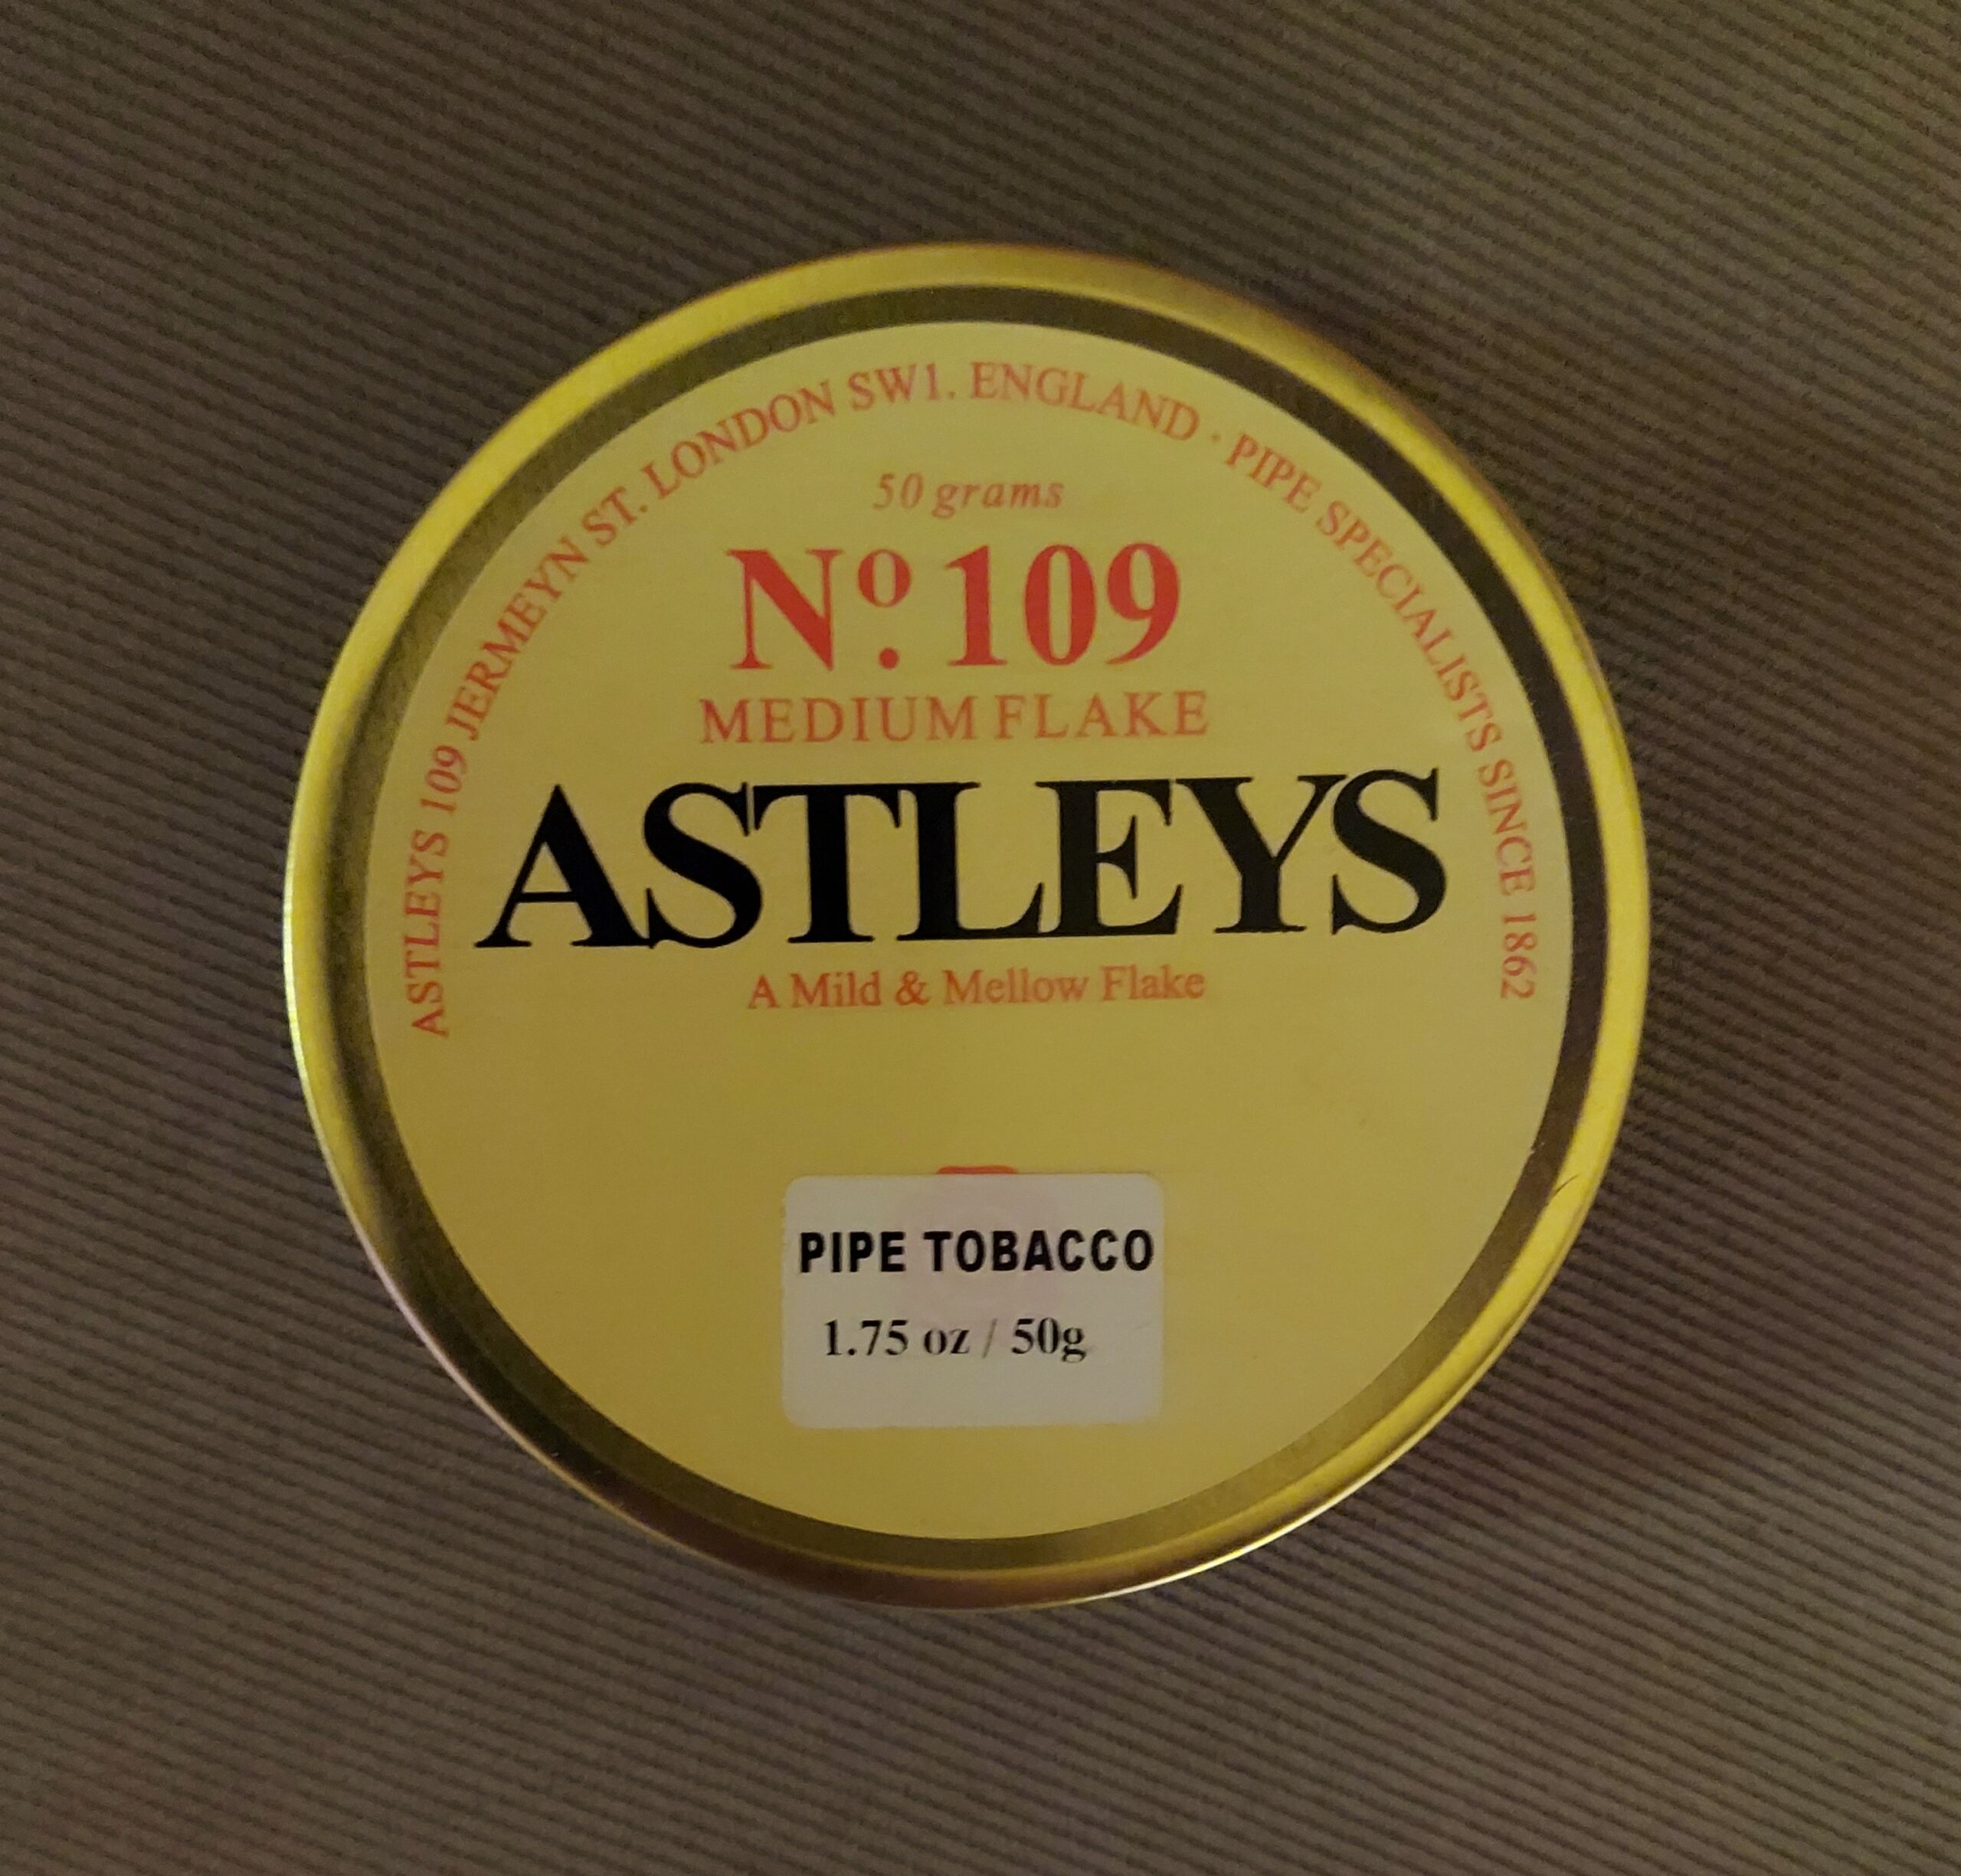 ASTLEYS 109 JERMEYN ST. LONDON SW1. ENGLAND · PIPE SPECIALISTS SINCE 1862
50 grams
Nº. 109
MEDIUM FLAKE
ASTLEYS
A Mild & Mellow Flake
PIPE TOBACCO
1.75 oz / 50g